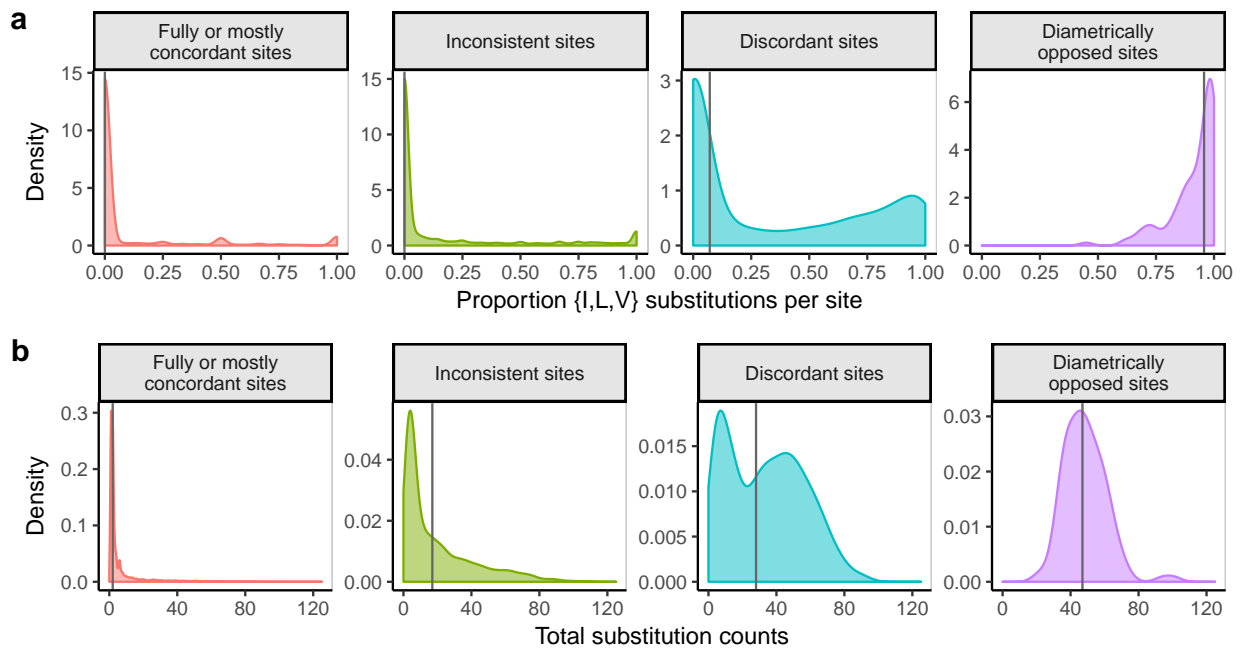 a
Fully or mostly
concordant sites
Inconsistent sites
Discordant sites
Diametrically
opposed sites
Density
15
10
5
0
15
10
5
0
3
2
1
0
6
4
2
0
0.00 0.25 0.50 0.75 1.00
0.00 0.25 0.50 0.75 1.00
0.00 0.25 0.50 0.75 1.00
0.00 0.25 0.50 0.75 1.00
Proportion {I,L,V} substitutions per site
b
Fully or mostly
concordant sites
Inconsistent sites
Discordant sites
Diametrically
opposed sites
Density
0.3
0.2
0.1
0.0
0.04
0.02
0.00
0.015
0.010
0.005
0.000
0.03
0.02
0.01
0.00
0 40 80 120
0 40 80 120
0 40 80 120
0 40 80 120
Total substitution counts